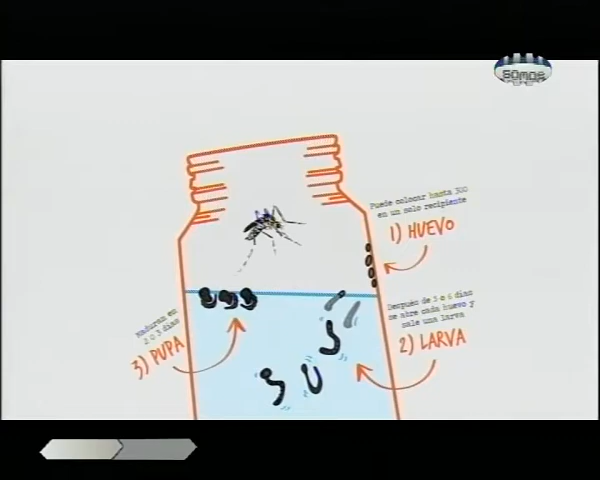 somos
Puede colocar hasta 300
en un solo recipiente
1) HUEVO
Después de 5 o 6 días
se abre cada huevo y
sale una larva
2) LARVA
Maduran en
2 o 3 días
3) PUPA